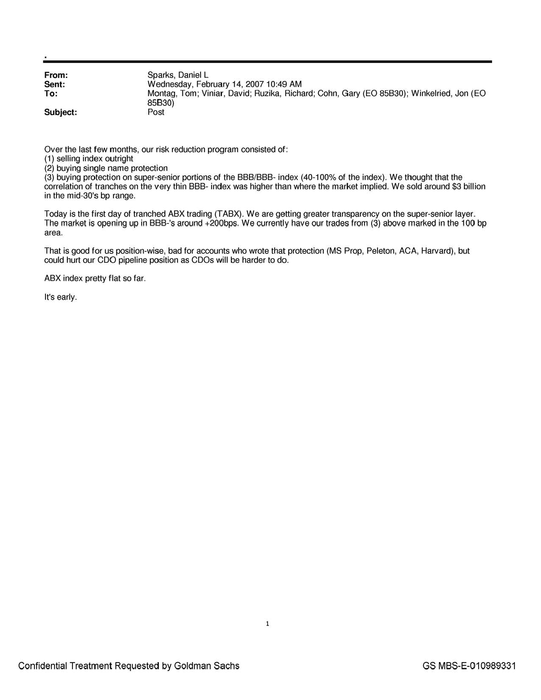 From: Sparks, Daniel L
Sent: Wednesday, February 14, 2007 10:49 AM
To: Montag, Tom; Viniar, David; Ruzika, Richard; Cohn, Gary (EO 85B30); Winkelried, Jon (EO
85B30)
Subject: Post
Over the last few months, our risk reduction program consisted of:
(1) selling index outright
(2) buying single name protection
(3) buying protection on super-senior portions of the BBB/BBB- index (40-100% of the index). We thought that the
correlation of tranches on the very thin BBB- index was higher than where the market implied. We sold around $3 billion
in the mid-30's bp range.
Today is the first day of tranched ABX trading (TABX). We are getting greater transparency on the super-senior layer.
The market is opening up in BBB-'s around +200bps. We currently have our trades from (3) above marked in the 100 bp
area.
That is good for us position-wise, bad for accounts who wrote that protection (MS Prop, Peleton, ACA, Harvard), but
could hurt our CDO pipeline position as CDOs will be harder to do.
ABX index pretty flat so far.
It's early.
1
Confidential Treatment Requested by Goldman Sachs GS MBS-E-010989331